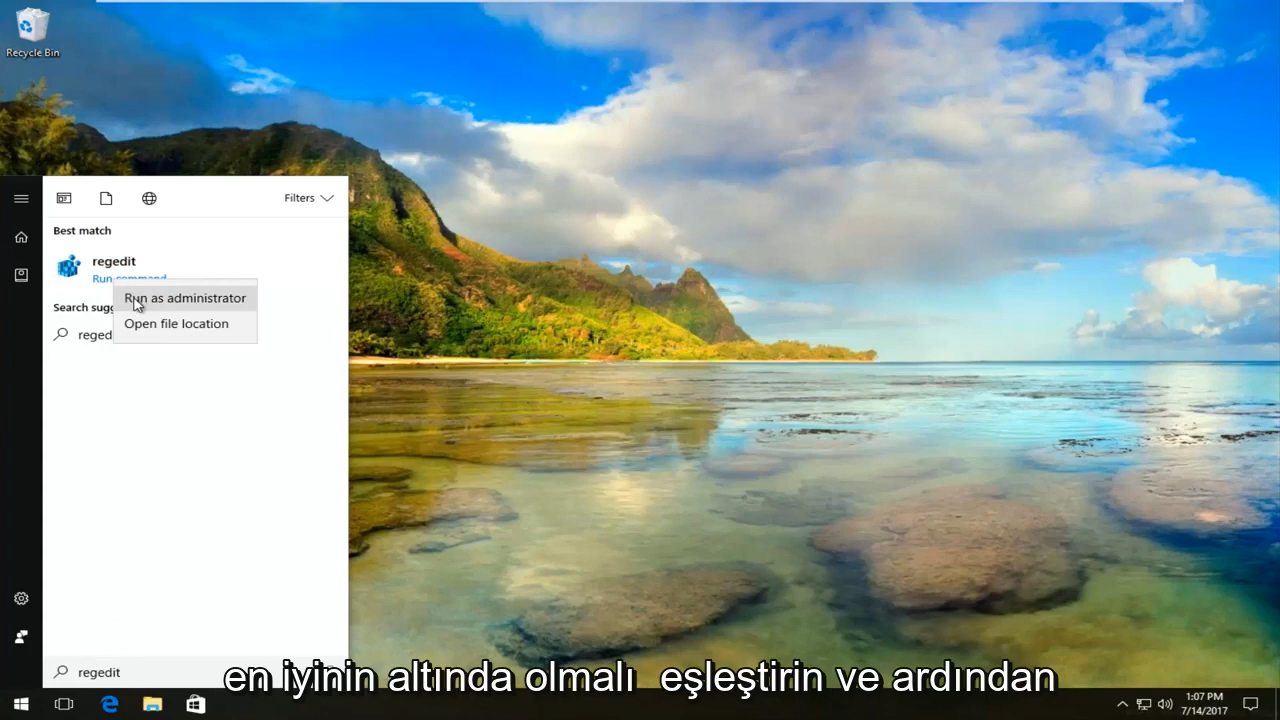 Recycle Bin
Filters
Best match
regedit
Run command
Run as administrator
Search sugg
Open file location
reged
regedit
en iyinin altında olmalı eşleştirin ve ardından
1:07 PM
7/14/2017